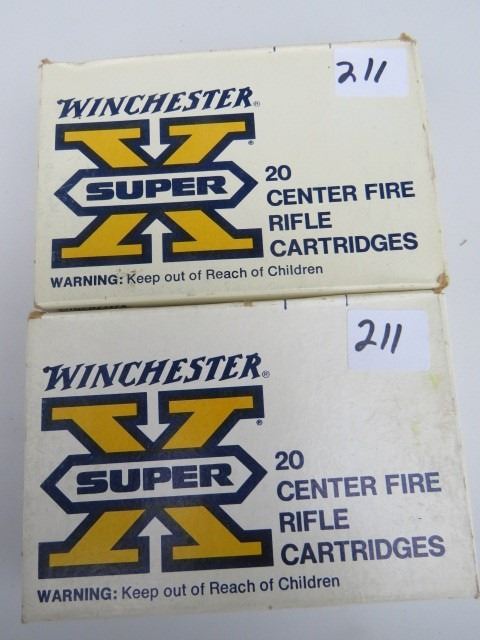 211
WINCHESTER®
X®
SUPER
20
CENTER FIRE
RIFLE
CARTRIDGES
WARNING: Keep out of Reach of Children
211
WINCHESTER®
X®
SUPER
20
CENTER FIRE
RIFLE
CARTRIDGES
WARNING: Keep out of Reach of Children